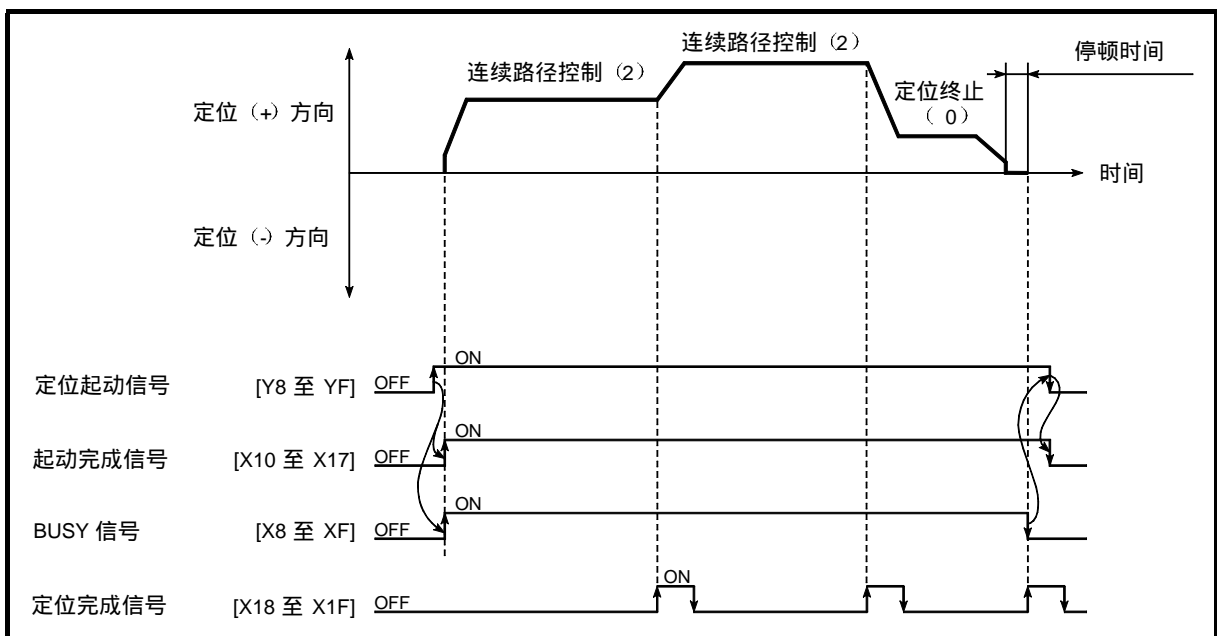 连续路径控制（2）
连续路径控制（2）
停顿时间
定位终止
（ 0）
定位（+）方向
时间
定位（-）方向
定位起动信号 [Y8 至 YF] OFF ON
起动完成信号 [X10 至 X17] OFF ON
BUSY 信号 [X8 至 XF] OFF ON
定位完成信号 [X18 至 X1F] OFF ON